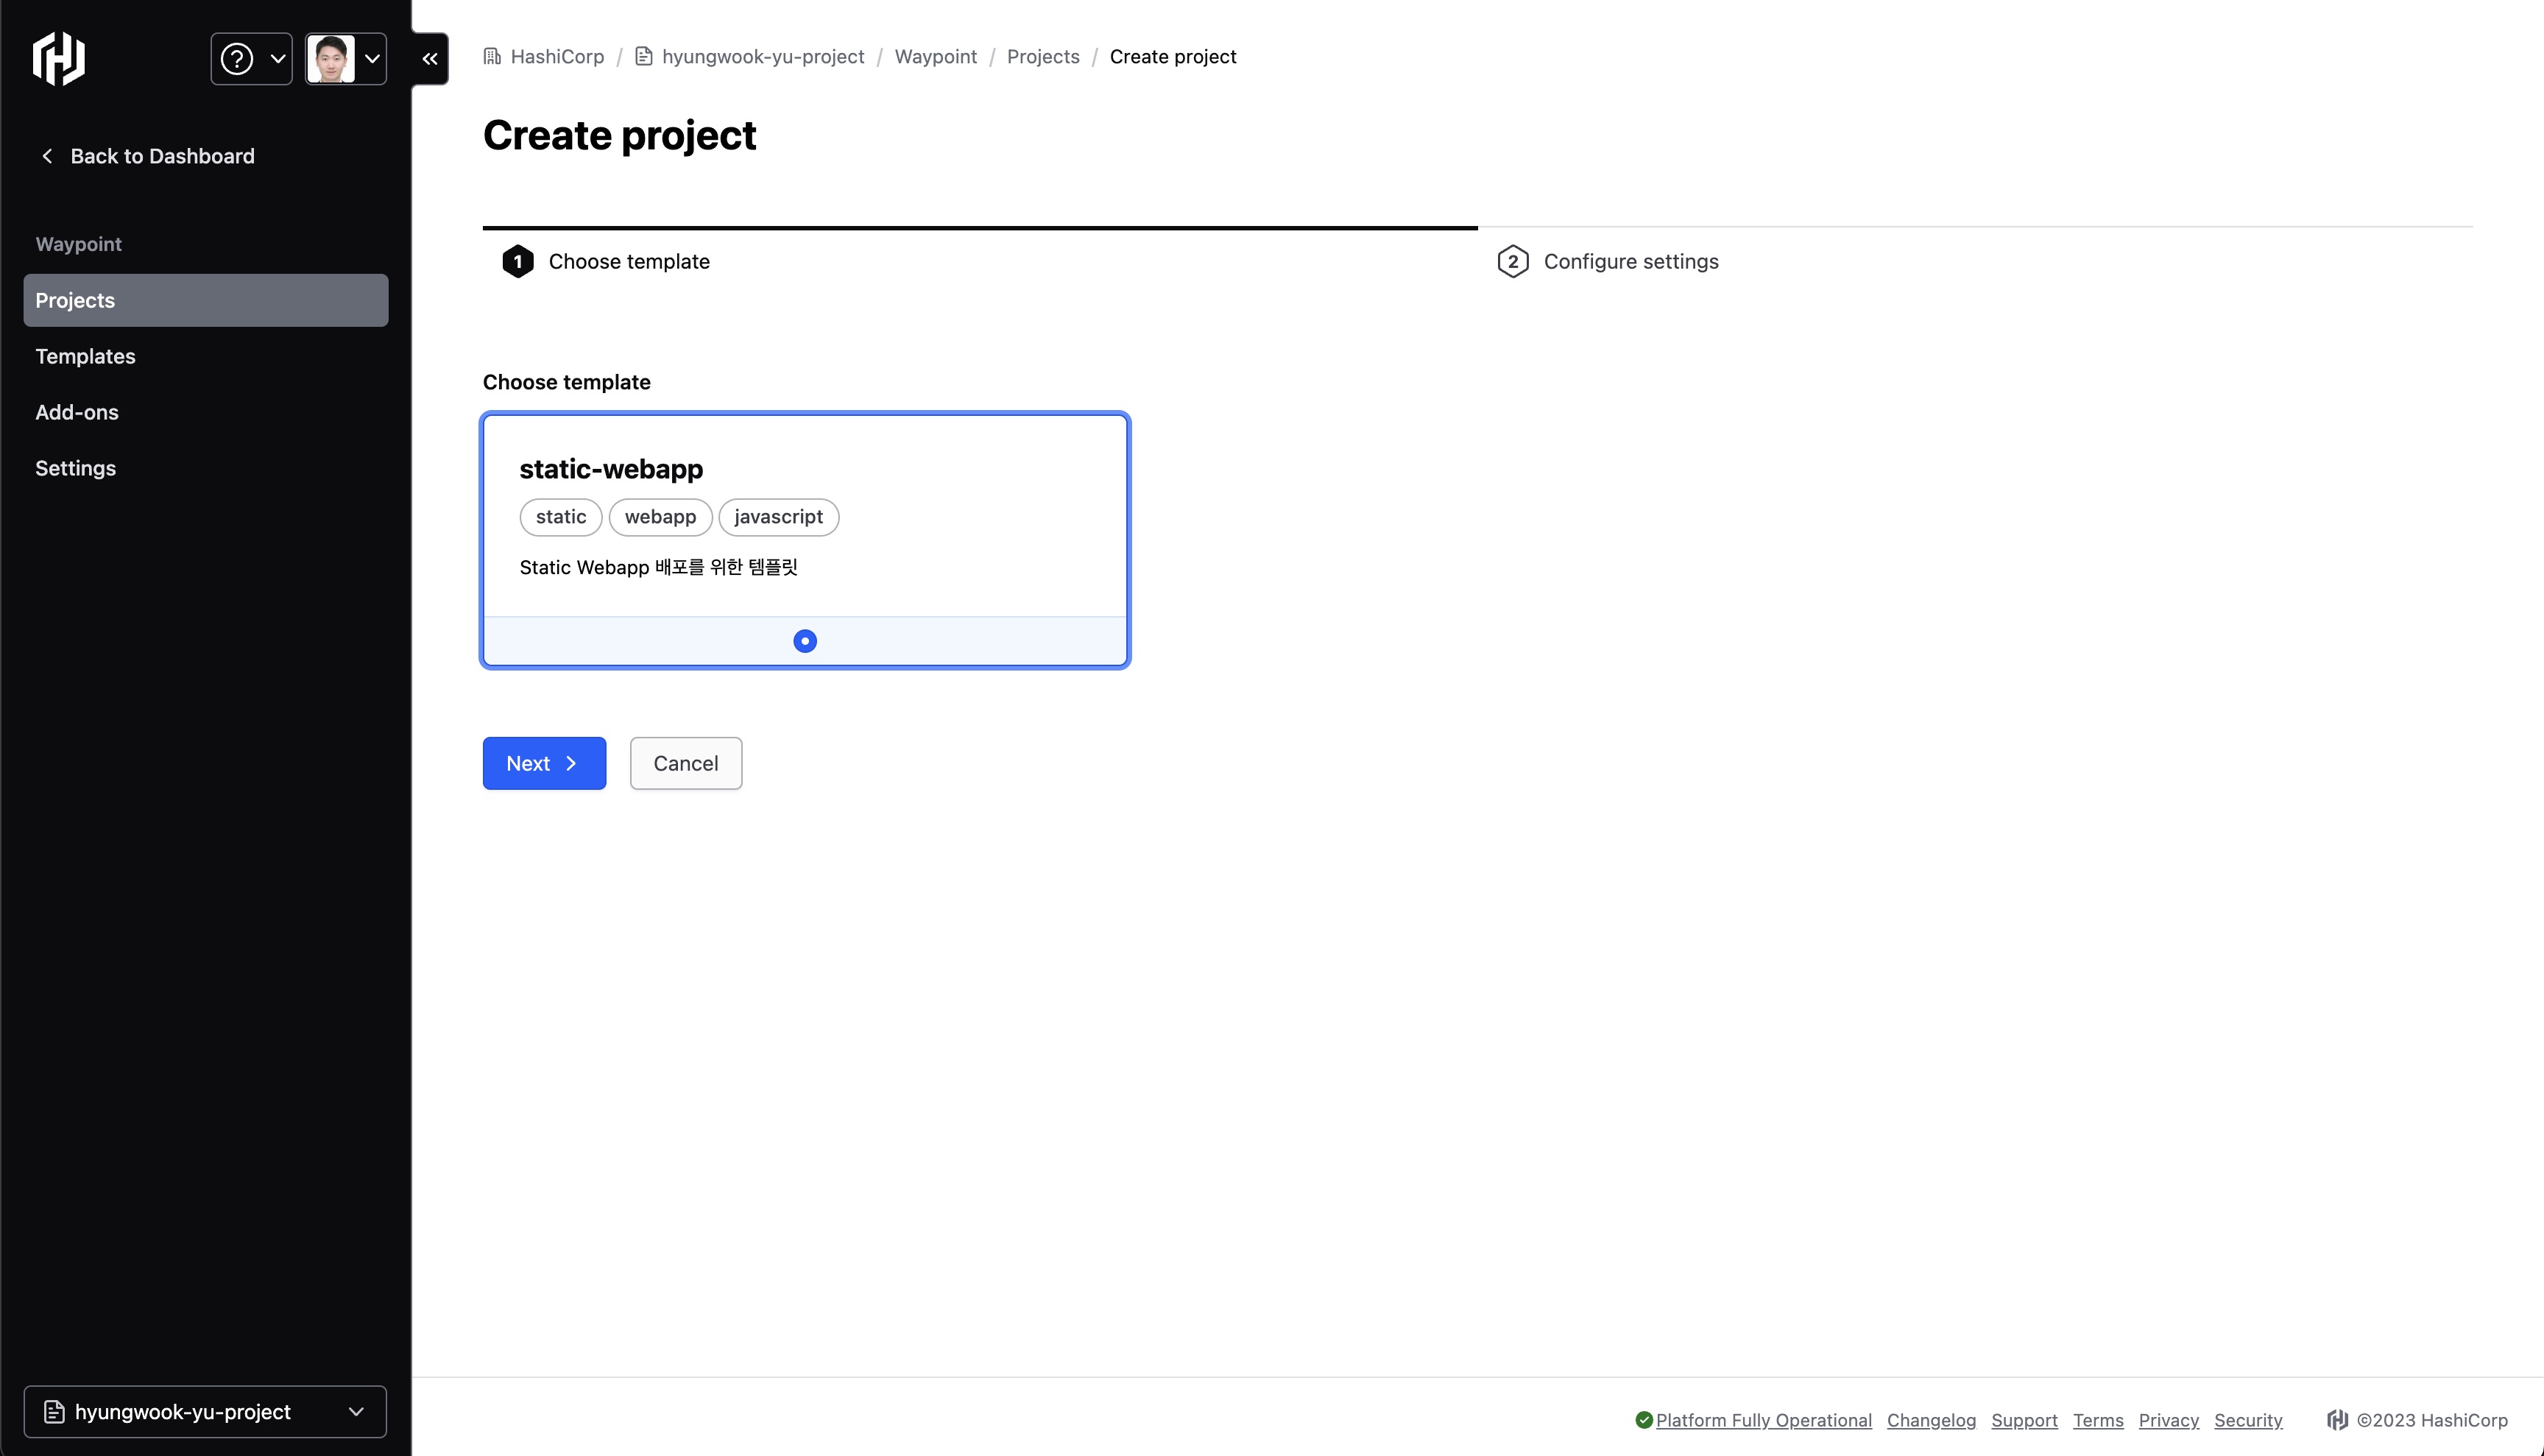 HashiCorp / hyungwook-yu-project / Waypoint / Projects / Create project
Back to Dashboard
Waypoint
Projects
Templates
Add-ons
Settings
hyungwook-yu-project
Create project
1 Choose template
2 Configure settings
Choose template
static-webapp
static webapp javascript
Static Webapp 배포를 위한 템플릿
Next
Cancel
Platform Fully Operational Changelog Support Terms Privacy Security ©2023 HashiCorp